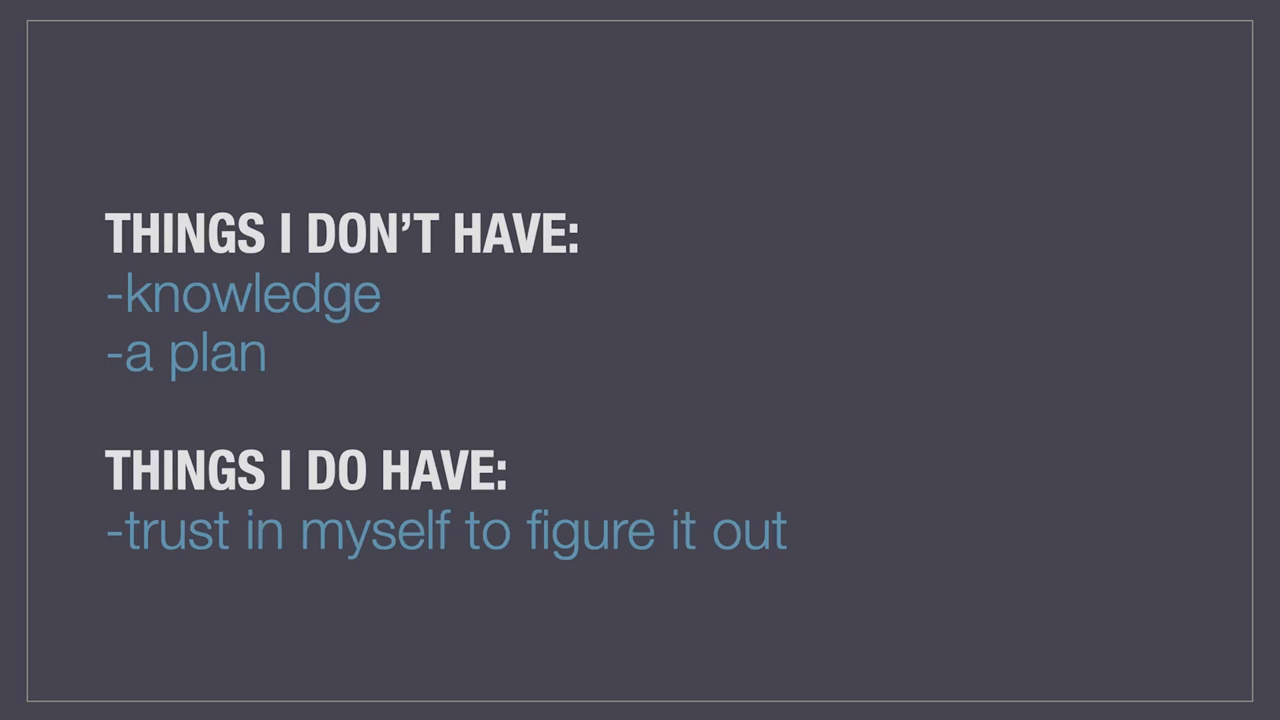 THINGS I DON’T HAVE:
-knowledge
-a plan
THINGS I DO HAVE:
-trust in myself to figure it out